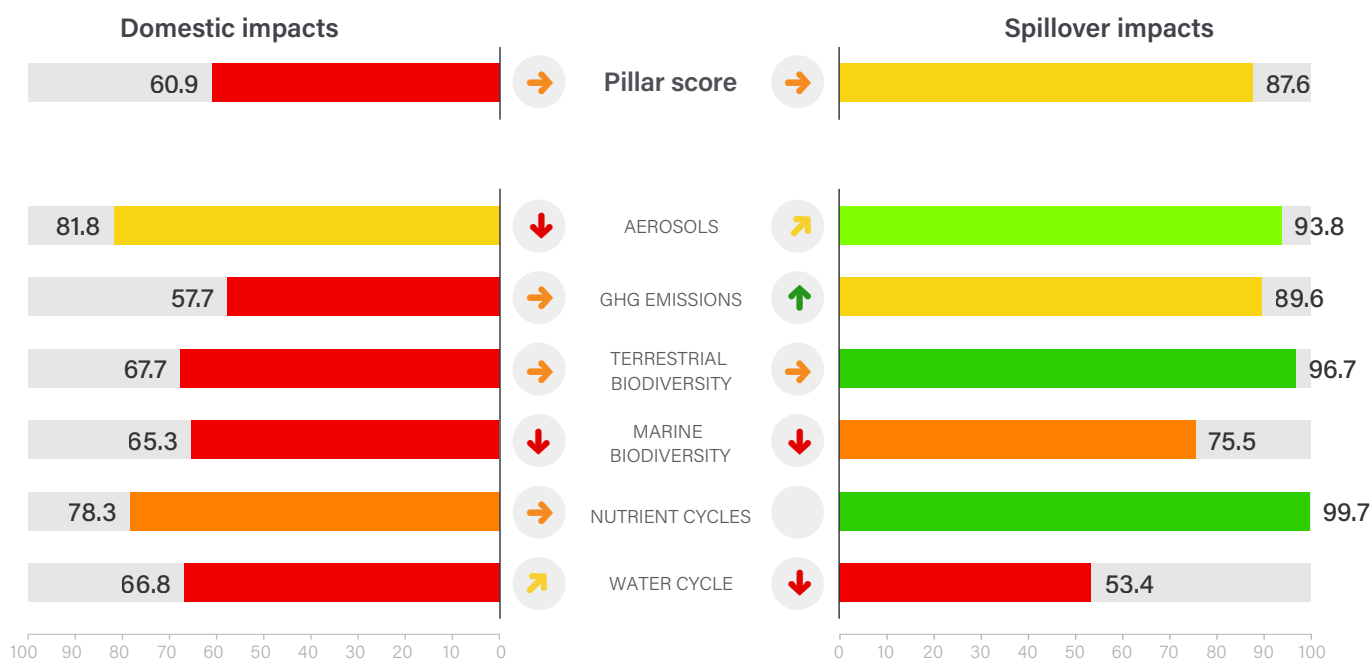 Domestic impacts
Spillover impacts
60.9
Pillar score
87.6
81.8
AEROSOLS
93.8
57.7
GHG EMISSIONS
89.6
67.7
TERRESTRIAL
BIODIVERSITY
96.7
65.3
MARINE
BIODIVERSITY
75.5
78.3
NUTRIENT CYCLES
99.7
66.8
WATER CYCLE
53.4
100 90 80 70 60 50 40 30 20 10 0
0 10 20 30 40 50 60 70 80 90 100